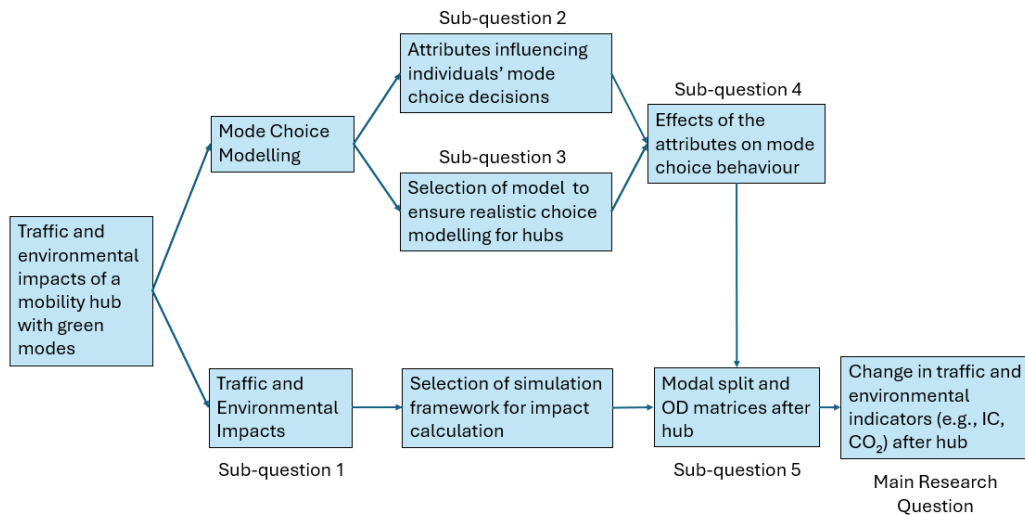 Sub-question 2
Attributes influencing
individuals’ mode
choice decisions
Sub-question 4
Effects of the
attributes on mode
choice behaviour
Mode Choice
Modelling
Sub-question 3
Selection of model to
ensure realistic choice
modelling for hubs
Traffic and
environmental
impacts of a
mobility hub
with green
modes
Traffic and
Environmental
Impacts
Sub-question 1
Selection of simulation
framework for impact
calculation
Modal split and
OD matrices after
hub
Sub-question 5
Change in traffic and
environmental
indicators (e.g., IC,
CO₂) after hub
Main Research
Question